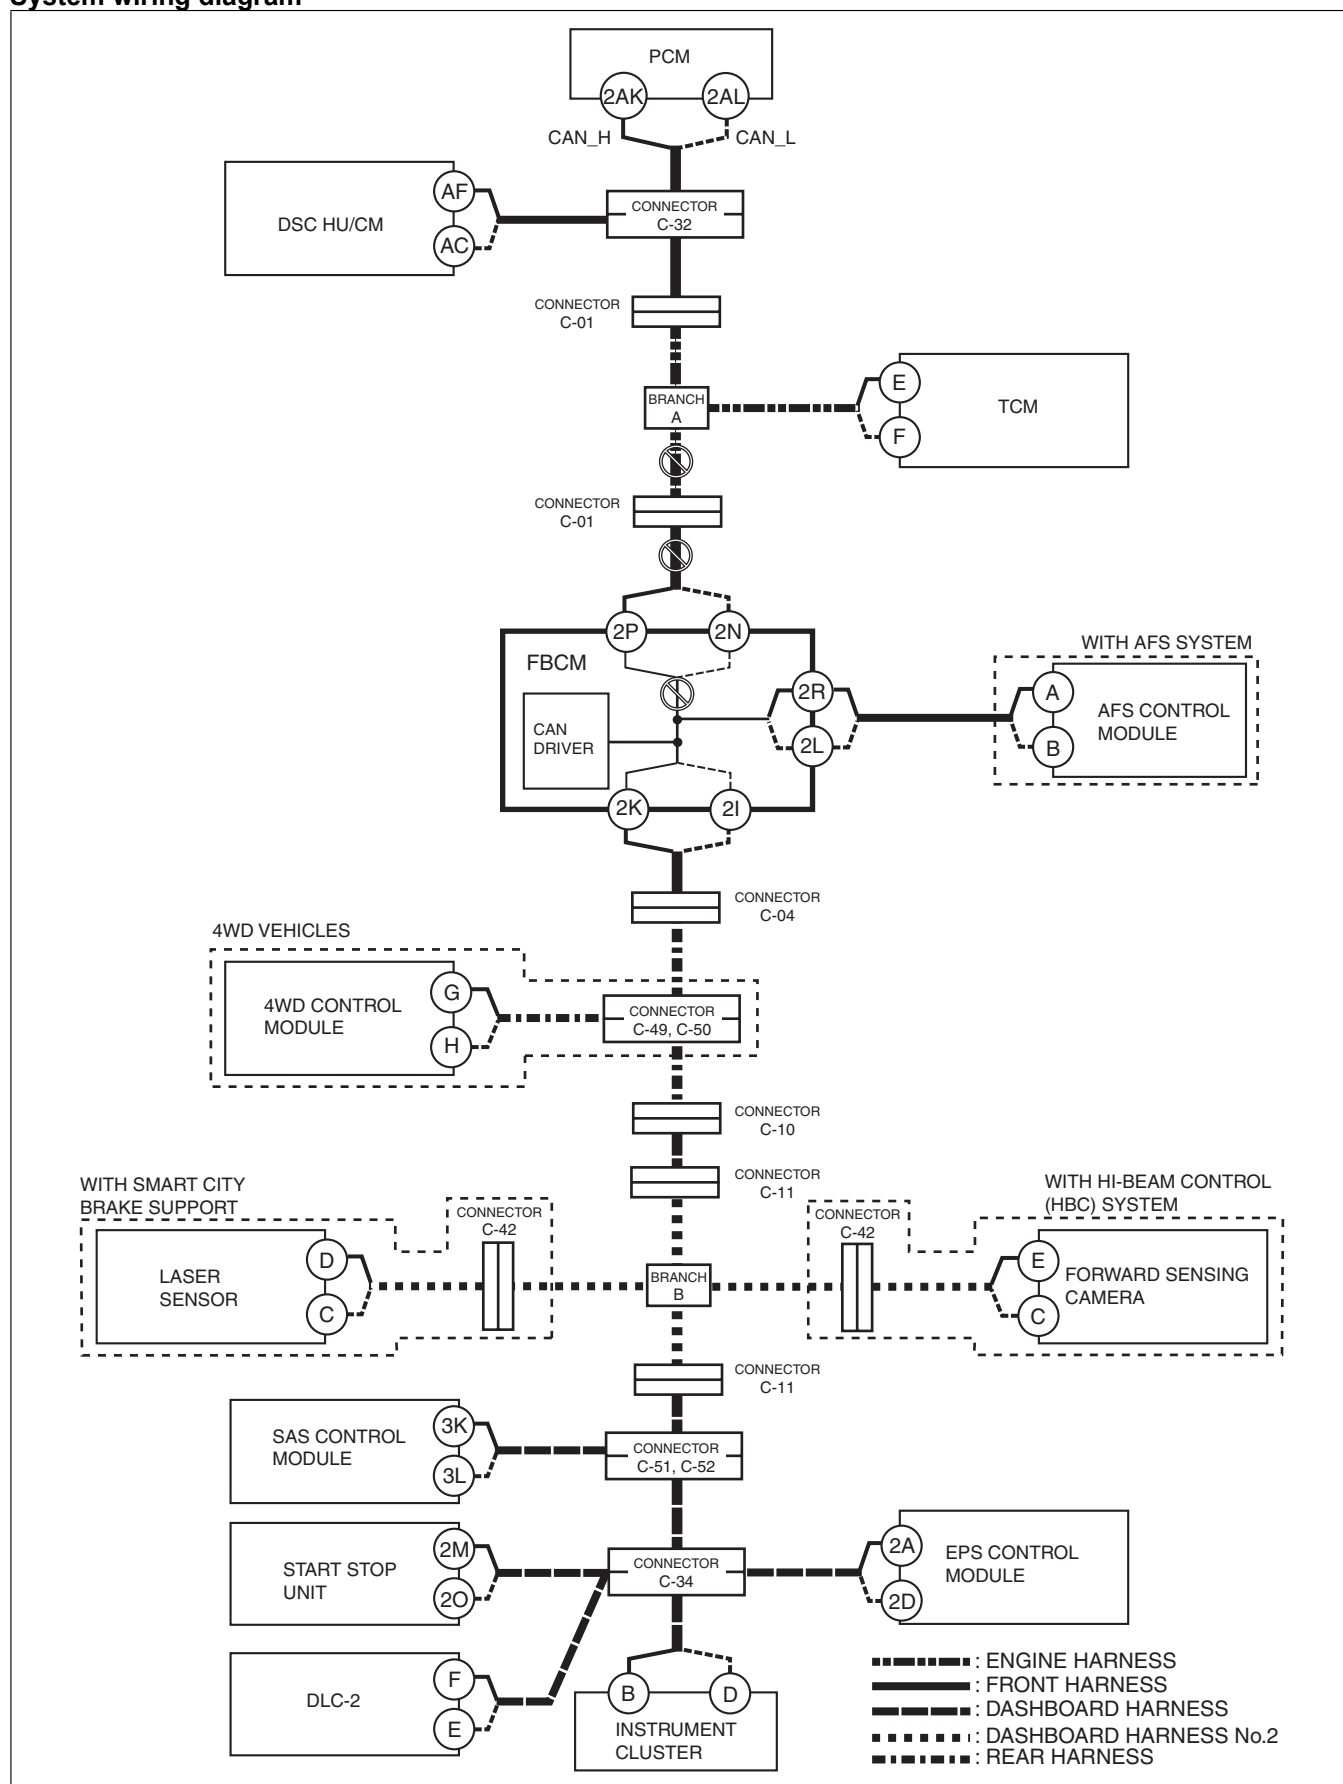 System wiring diagram
PCM
2AK
2AL
CAN_H
CAN_L
DSC HU/CM
AF
AC
CONNECTOR
C-32
CONNECTOR
C-01
BRANCH
A
E
F
TCM
CONNECTOR
C-01
2P
2N
FBCM
CAN
DRIVER
2R
2L
WITH AFS SYSTEM
A
B
AFS CONTROL
MODULE
2K
2I
CONNECTOR
C-04
4WD VEHICLES
4WD CONTROL
MODULE
G
H
CONNECTOR
C-49, C-50
CONNECTOR
C-10
CONNECTOR
C-11
WITH SMART CITY
BRAKE SUPPORT
LASER
SENSOR
D
C
CONNECTOR
C-42
BRANCH
B
CONNECTOR
C-42
WITH HI-BEAM CONTROL
(HBC) SYSTEM
E
C
FORWARD SENSING
CAMERA
CONNECTOR
C-11
SAS CONTROL
MODULE
3K
3L
CONNECTOR
C-51, C-52
START STOP
UNIT
2M
2O
CONNECTOR
C-34
2A
2D
EPS CONTROL
MODULE
DLC-2
F
E
B
D
INSTRUMENT
CLUSTER
: ENGINE HARNESS
: FRONT HARNESS
: DASHBOARD HARNESS
: DASHBOARD HARNESS No.2
: REAR HARNESS